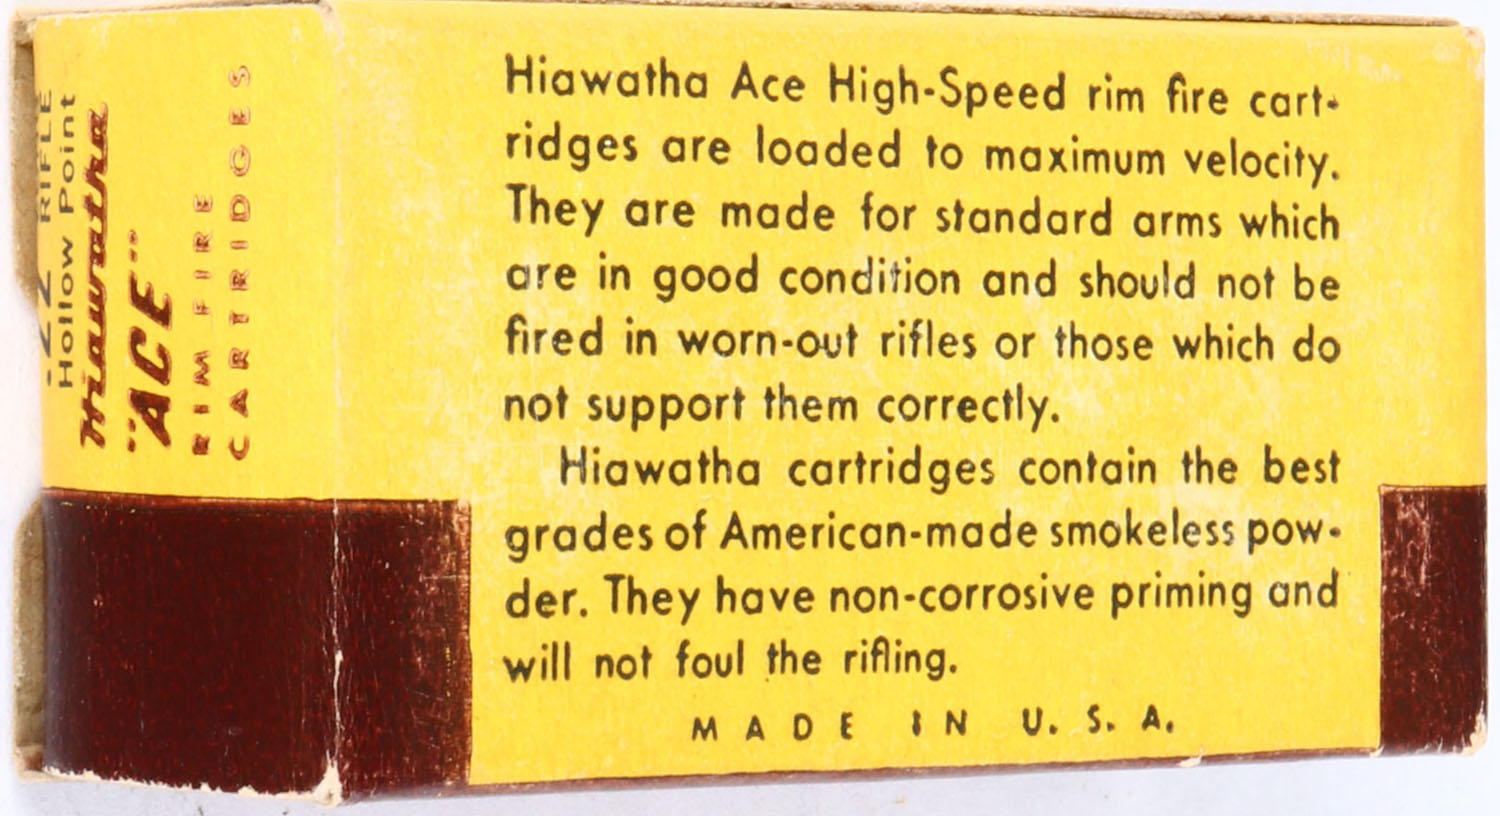 .22 RIFLE
Hollow Point
Hiawatha
"ACE"
RIM FIRE
CARTRIDGES
Hiawatha Ace High-Speed rim fire cart-
ridges are loaded to maximum velocity.
They are made for standard arms which
are in good condition and should not be
fired in worn-out rifles or those which do
not support them correctly.
Hiawatha cartridges contain the best
grades of American-made smokeless pow-
der. They have non-corrosive priming and
will not foul the rifling.
MADE IN U. S. A.